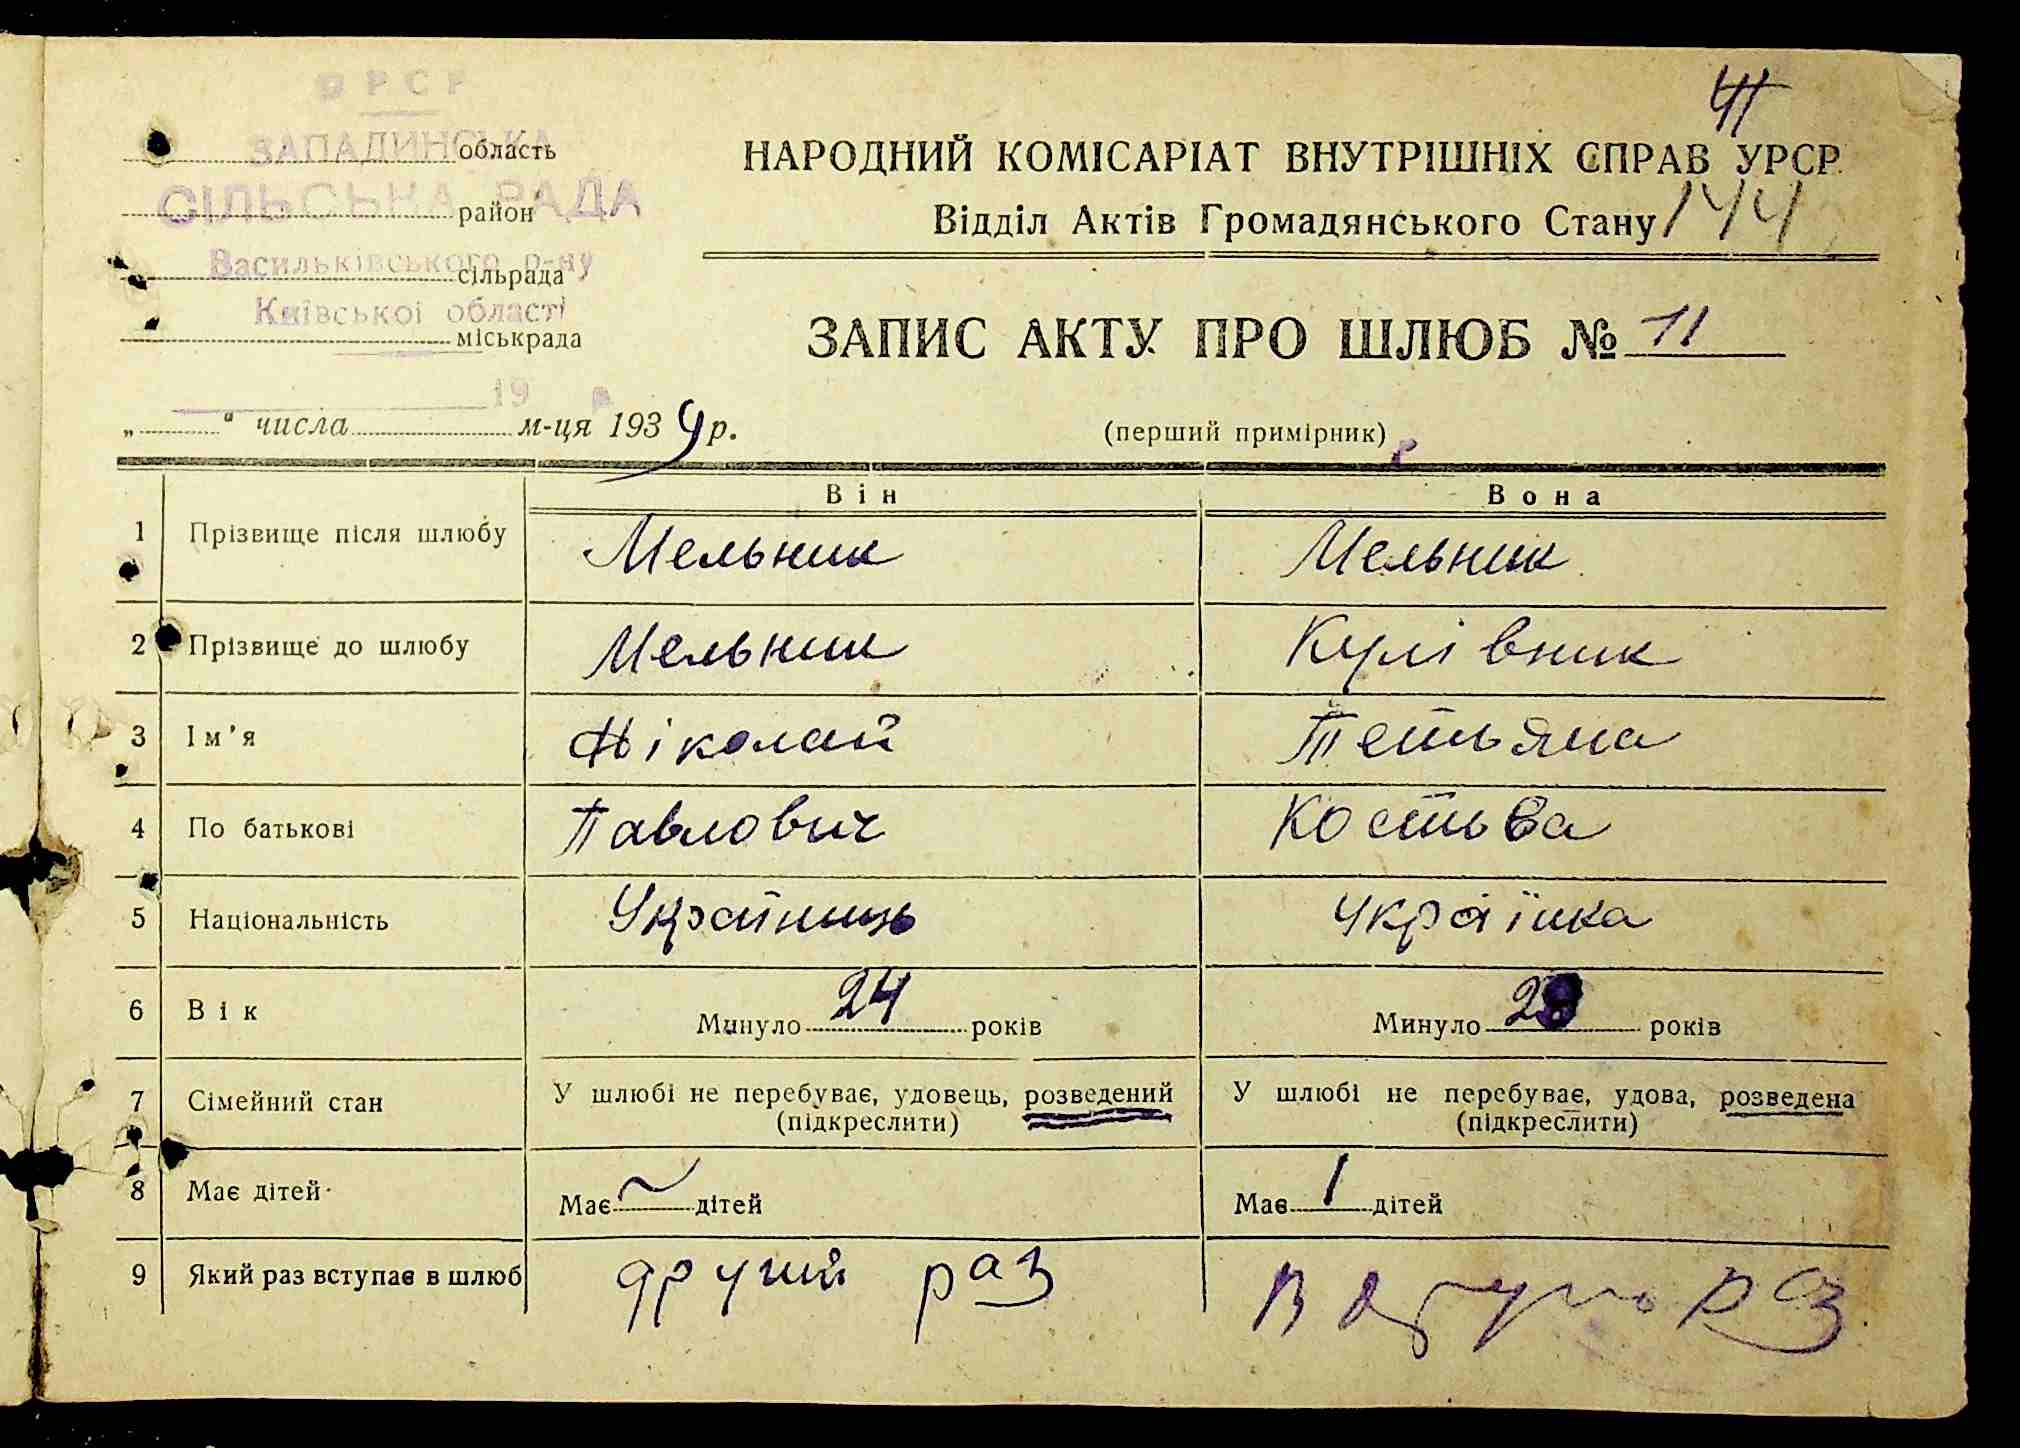 УРСР
ЗАПАДИНСЬКА
СІЛЬСЬКА РАДА
Васильківського р-ну
Київської області
19 р.
область
район
сільрада
міськрада
„ “ числа м-ця 1939 р.
НАРОДНИЙ КОМІСАРІАТ ВНУТРІШНІХ СПРАВ УРСР
Відділ Актів Громадянського Стану 144
ЗАПИС АКТУ ПРО ШЛЮБ № 11
(перший примірник)
Він Вона
1 Прізвище після шлюбу Мельник Мельник
2 Прізвище до шлюбу Мельник Курівник
3 Ім'я Ніколай Тетьяна
4 По батькові Павлович Костьва
5 Національність Українець Українка
6 Вік Минуло 24 років Минуло 28 років
7 Сімейний стан У шлюбі не перебуває, удовець, розведений У шлюбі не перебуває, удова, розведена
(підкреслити) (підкреслити)
8 Має дітей Має — дітей Має 1 дітей
9 Який раз вступає в шлюб другий раз раз